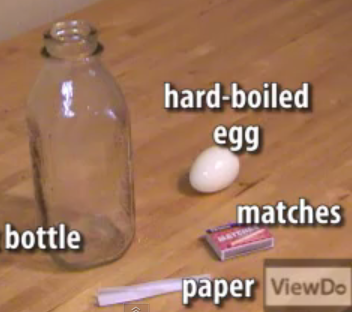 hard-boiled
egg
matches
bottle
paper
ViewDo